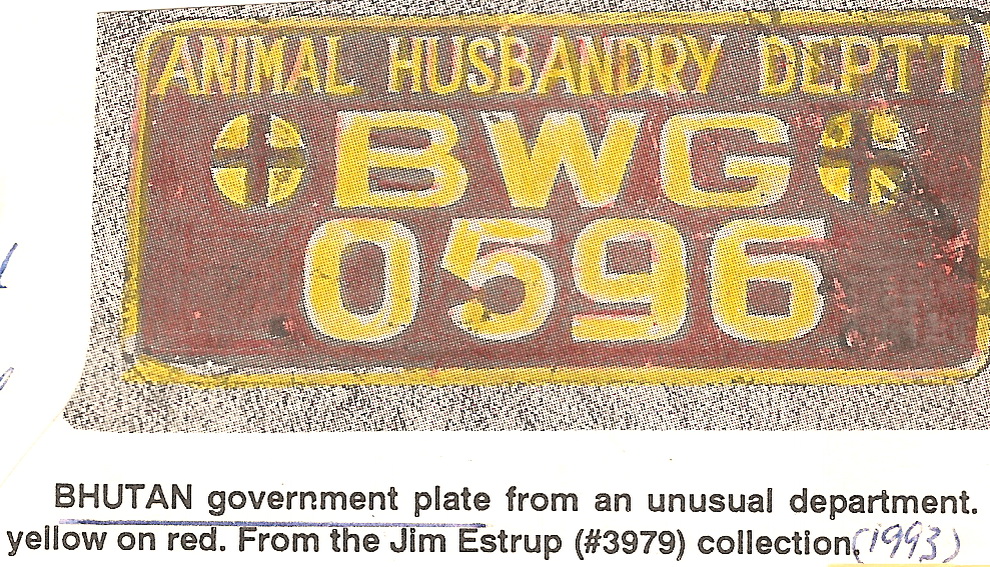 ANIMAL HUSBANDRY DEPTT
BWG
0596
BHUTAN government plate from an unusual department.
yellow on red. From the Jim Estrup (#3979) collection. (1993)